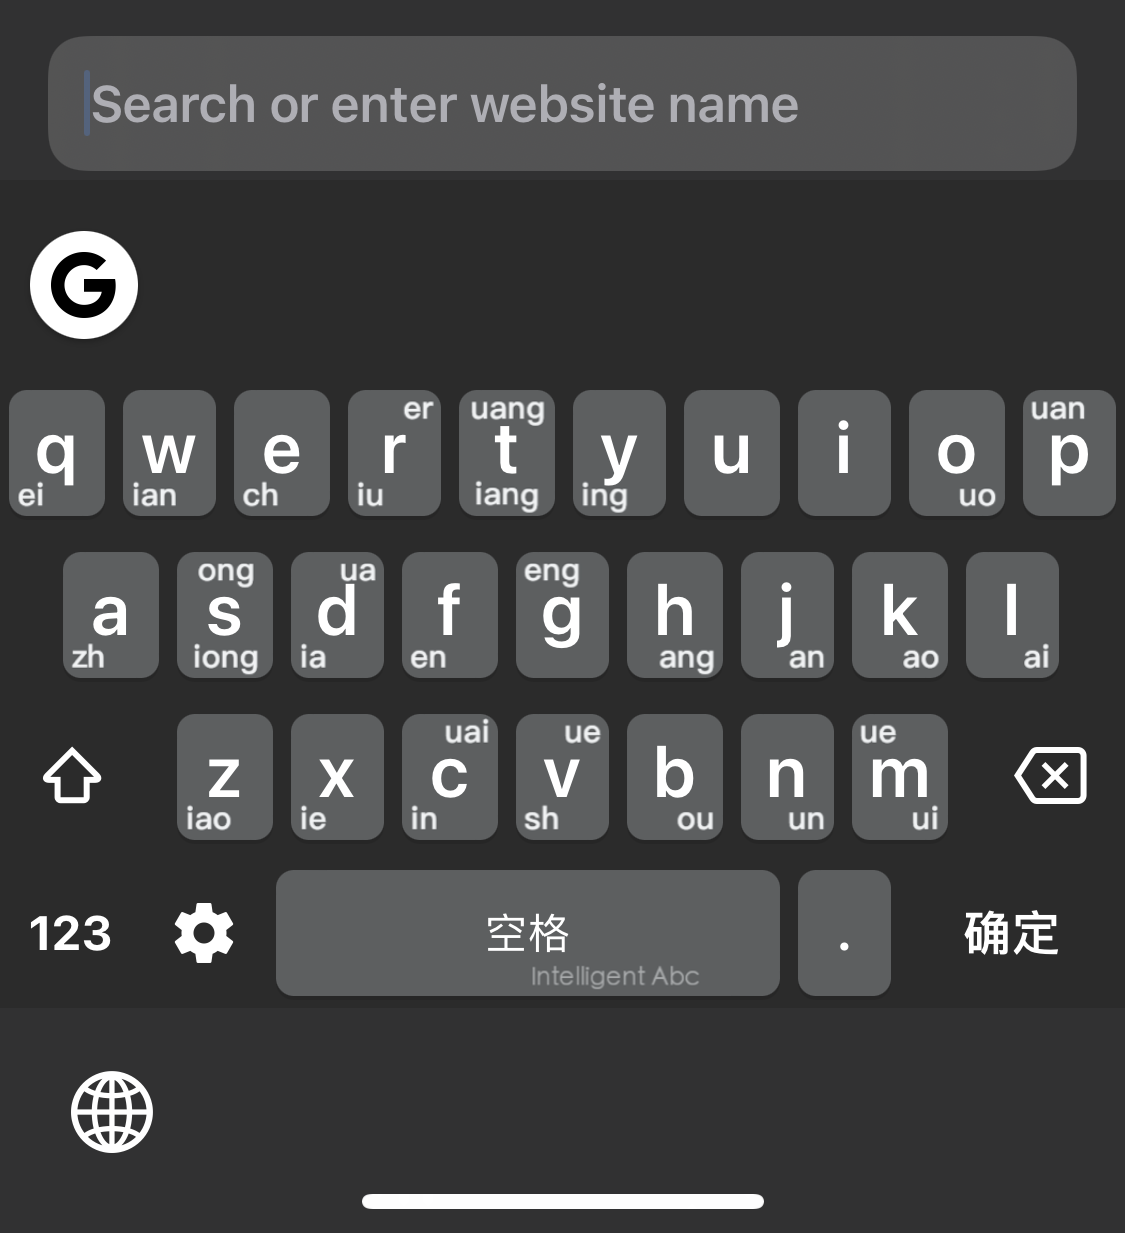 Search or enter website name
G
er uang uan
q w e r t y u i o p
ei ian ch iu iang ing uo
ong ua eng
a s d f g h j k l
zh iong ia en ang an ao ai
uai ue ue
z x c v b n m
iao ie in sh ou un ui
123 空格 . 确定
Intelligent Abc